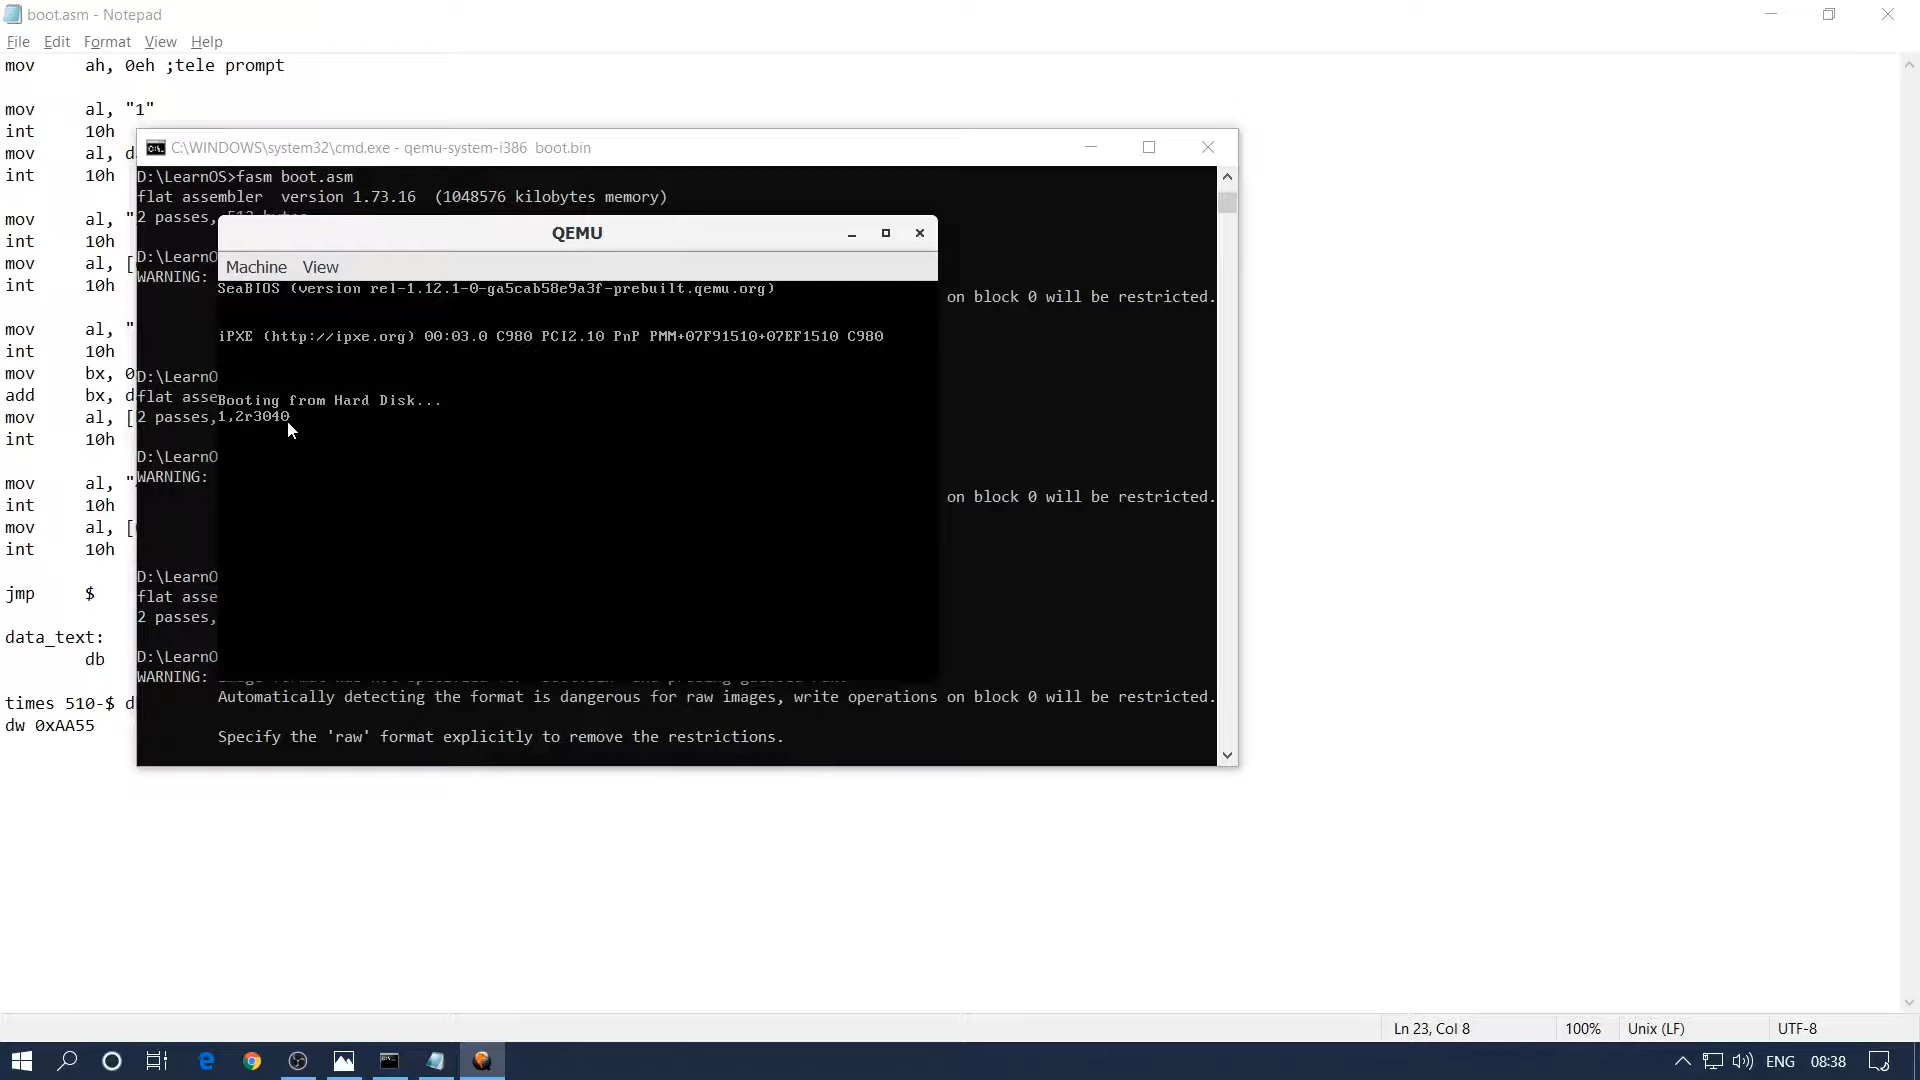 boot.asm - Notepad
File Edit Format View Help
mov ah, 0eh ;tele prompt
mov al, "1"
int 10h
mov al, d
int 10h
mov al, "
int 10h
mov al, [
int 10h
mov al, "
int 10h
mov bx, 0
add bx, d
mov al, [
int 10h
mov al, "
int 10h
mov al, [
int 10h
jmp $
data_text:
db
times 510-$ d
dw 0xAA55
C:\WINDOWS\system32\cmd.exe - qemu-system-i386 boot.bin
D:\LearnOS>fasm boot.asm
flat assembler version 1.73.16 (1048576 kilobytes memory)
2 passes, 512 bytes
D:\LearnO
WARNING:
on block 0 will be restricted.
D:\LearnO
flat asse
2 passes,
D:\LearnO
WARNING:
on block 0 will be restricted.
D:\LearnO
flat asse
2 passes,
D:\LearnO
WARNING:
Automatically detecting the format is dangerous for raw images, write operations on block 0 will be restricted.
Specify the 'raw' format explicitly to remove the restrictions.
QEMU
Machine View
SeaBIOS (version rel-1.12.1-0-ga5cab58e9a3f-prebuilt.qemu.org)
iPXE (http://ipxe.org) 00:03.0 C980 PCI2.10 PnP PMM+07F91510+07EF1510 C980
Booting from Hard Disk...
1,2r3040
Ln 23, Col 8 100% Unix (LF) UTF-8
ENG 08:38